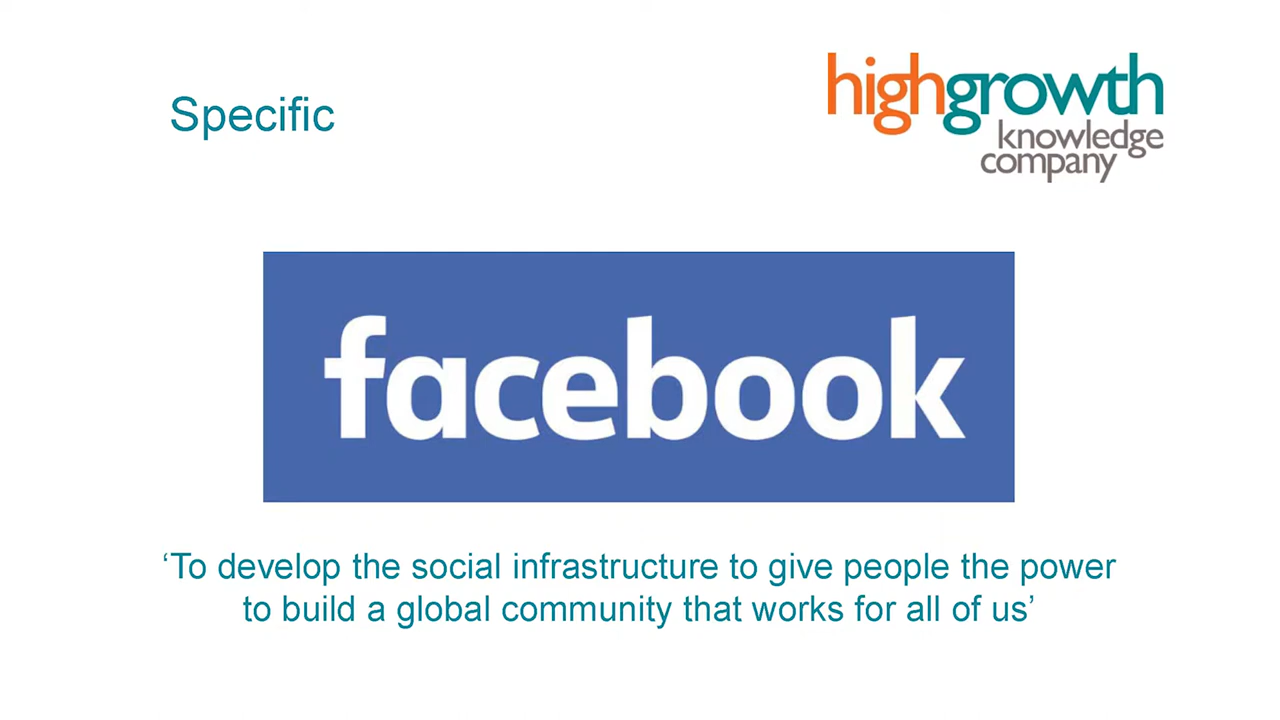 Specific
highgrowth
knowledge
company
facebook
‘To develop the social infrastructure to give people the power
to build a global community that works for all of us’